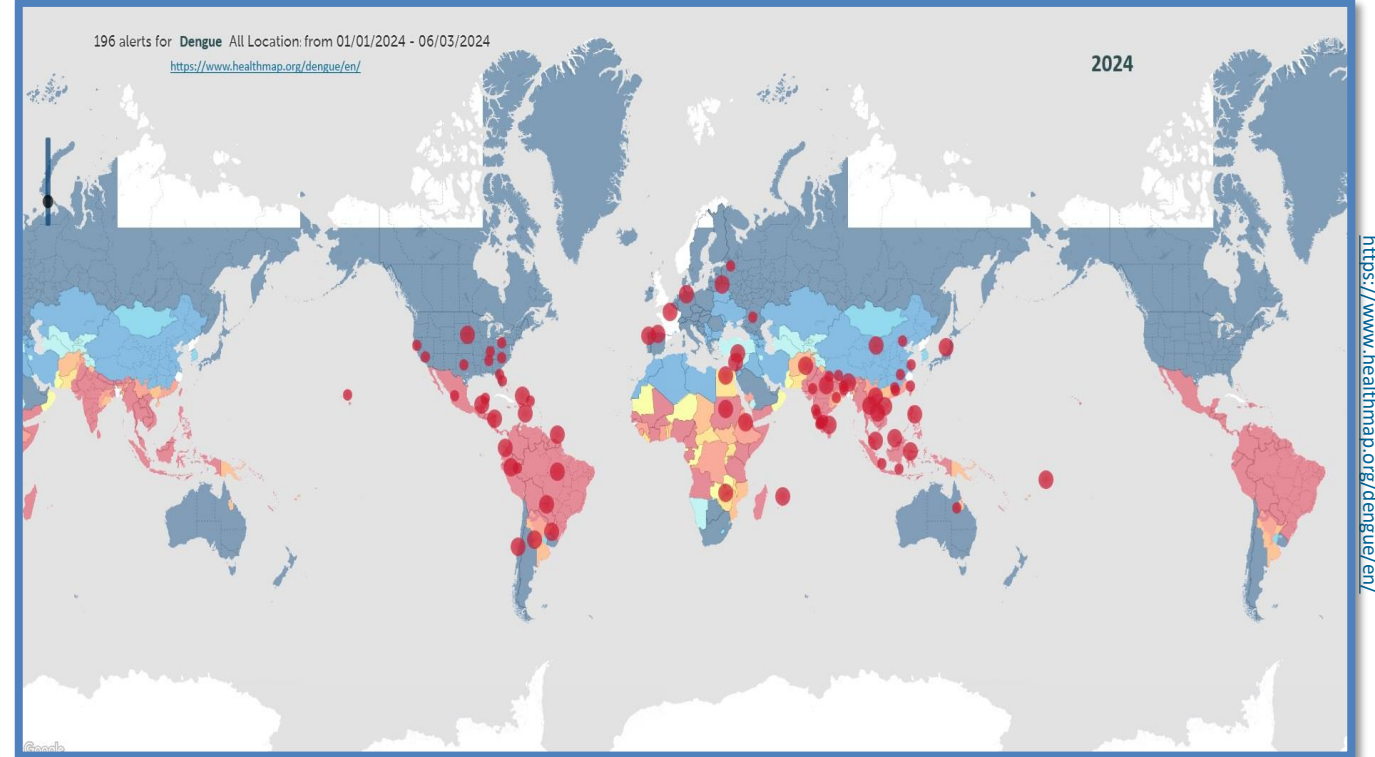 196 alerts for Dengue All Location: from 01/01/2024 - 06/03/2024
https://www.healthmap.org/dengue/en/
2024
https://www.healthmap.org/dengue/en/
Google